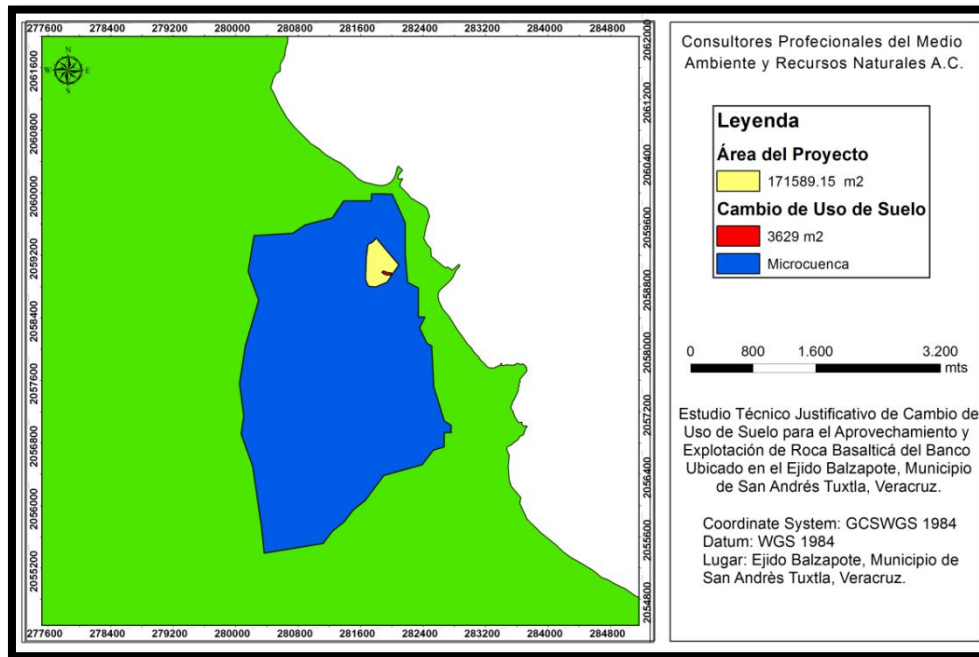 277600 278400 279200 280000 280800 281600 282400 283200 284000 284800
2061600
2060800
2060000
2059200
2058400
2057600
2056800
2056000
2055200
2062000
2061200
2060400
2059600
2058800
2058000
2057200
2056400
2055600
2054800
N
W E
S
277600 278400 279200 280000 280800 281600 282400 283200 284000 284800
Consultores Profecionales del Medio
Ambiente y Recursos Naturales A.C.
Leyenda
Área del Proyecto
171589.15 m2
Cambio de Uso de Suelo
3629 m2
Microcuenca
0 800 1.600 3.200
mts
Estudio Técnico Justificativo de Cambio de
Uso de Suelo para el Aprovechamiento y
Explotación de Roca Basalticá del Banco
Ubicado en el Ejido Balzapote, Municipio
de San Andrés Tuxtla, Veracruz.
Coordinate System: GCSWGS 1984
Datum: WGS 1984
Lugar: Ejido Balzapote, Municipio de
San Andrès Tuxtla, Veracruz.